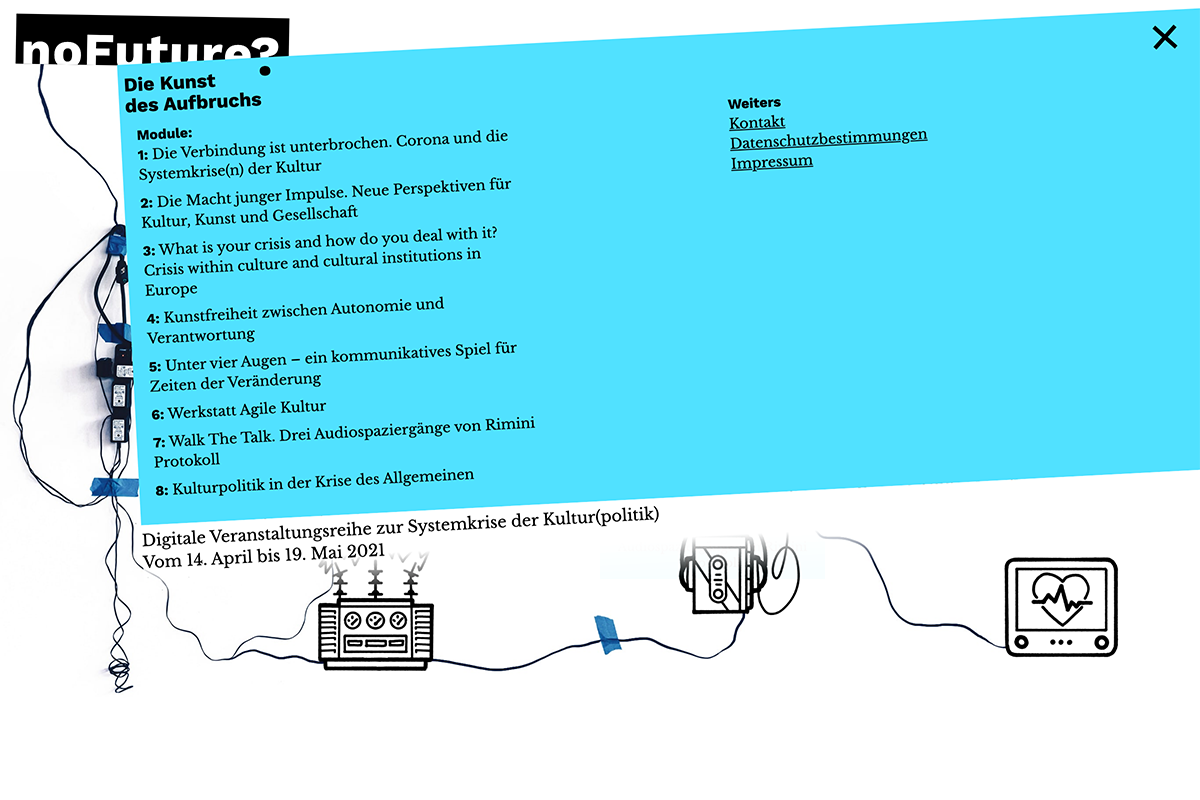 noFuture?
Die Kunst
des Aufbruchs
Module:
1: Die Verbindung ist unterbrochen. Corona und die
Systemkrise(n) der Kultur
2: Die Macht junger Impulse. Neue Perspektiven für
Kultur, Kunst und Gesellschaft
3: What is your crisis and how do you deal with it?
Crisis within culture and cultural institutions in
Europe
4: Kunstfreiheit zwischen Autonomie und
Verantwortung
5: Unter vier Augen – ein kommunikatives Spiel für
Zeiten der Veränderung
6: Werkstatt Agile Kultur
7: Walk The Talk. Drei Audiospaziergänge von Rimini
Protokoll
8: Kulturpolitik in der Krise des Allgemeinen
Weiters
Kontakt
Datenschutzbestimmungen
Impressum
Digitale Veranstaltungsreihe zur Systemkrise der Kultur(politik)
Vom 14. April bis 19. Mai 2021